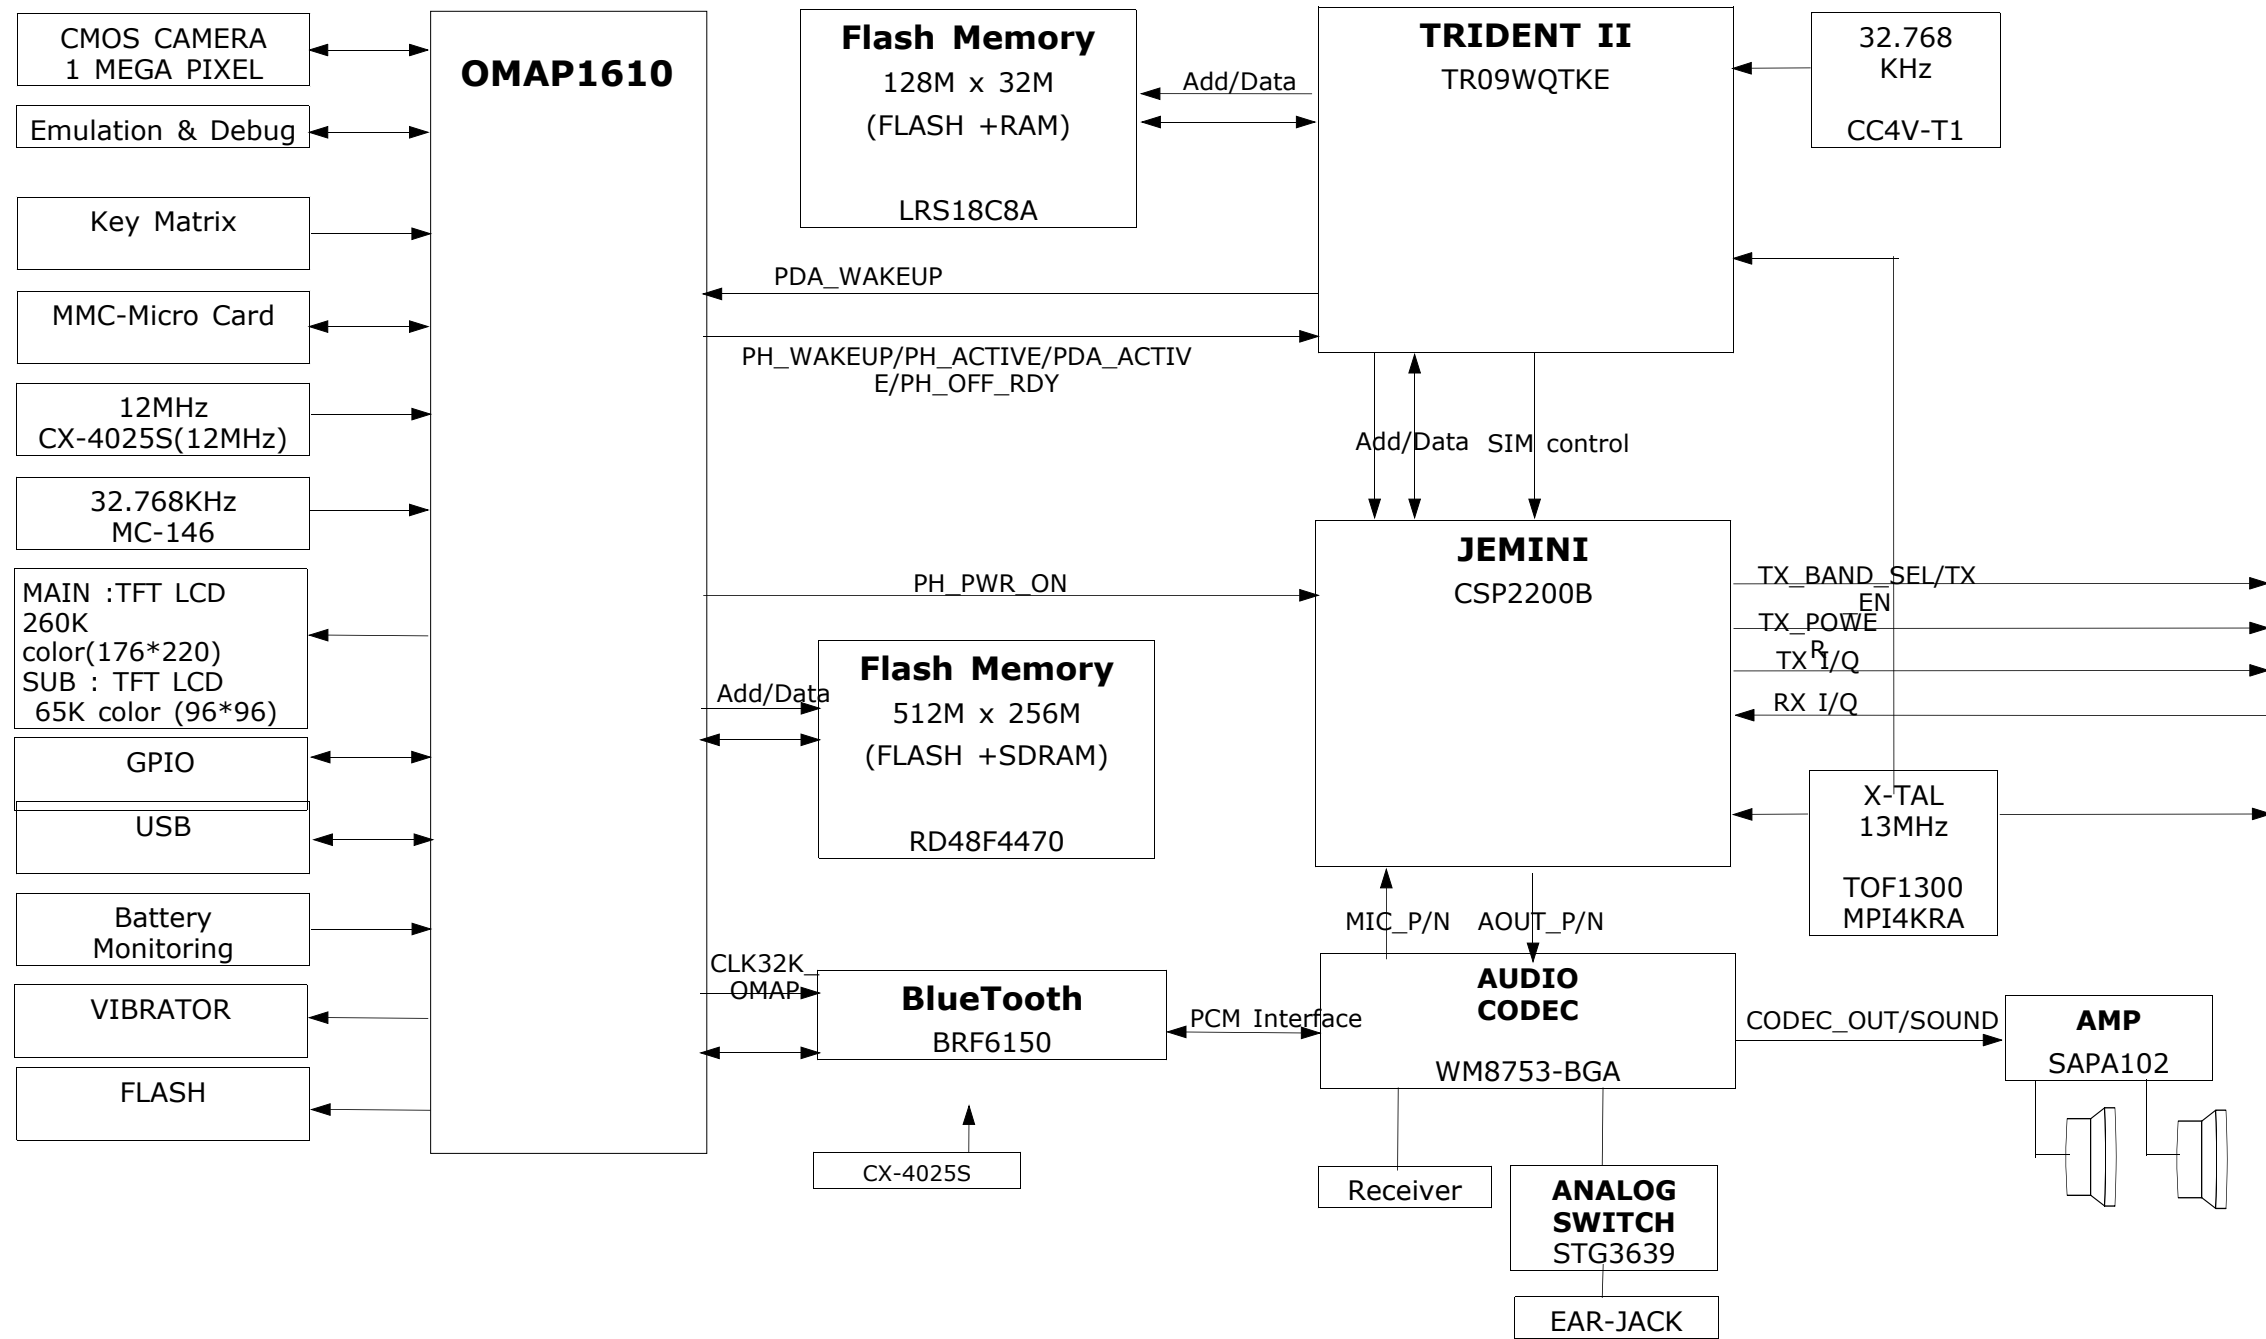 CMOS CAMERA
1 MEGA PIXEL
Emulation & Debug
Key Matrix
MMC-Micro Card
12MHz
CX-4025S(12MHz)
32.768KHz
MC-146
MAIN :TFT LCD
260K
color(176*220)
SUB : TFT LCD
65K color (96*96)
GPIO
USB
Battery
Monitoring
VIBRATOR
FLASH
OMAP1610
Flash Memory
128M x 32M
(FLASH +RAM)
LRS18C8A
Add/Data
TRIDENT II
TR09WQTKE
32.768
KHz
CC4V-T1
PDA_WAKEUP
PH_WAKEUP/PH_ACTIVE/PDA_ACTIV
E/PH_OFF_RDY
Add/Data
SIM control
PH_PWR_ON
JEMINI
CSP2200B
TX_BAND_SEL/TX
_EN
TX_POWE
R
TX I/Q
RX I/Q
Add/Data
Flash Memory
512M x 256M
(FLASH +SDRAM)
RD48F4470
X-TAL
13MHz
TOF1300
MPI4KRA
MIC_P/N
AOUT_P/N
CLK32K_
OMAP
BlueTooth
BRF6150
PCM Interface
AUDIO
CODEC
WM8753-BGA
CODEC_OUT/SOUND
AMP
SAPA102
CX-4025S
Receiver
ANALOG
SWITCH
STG3639
EAR-JACK